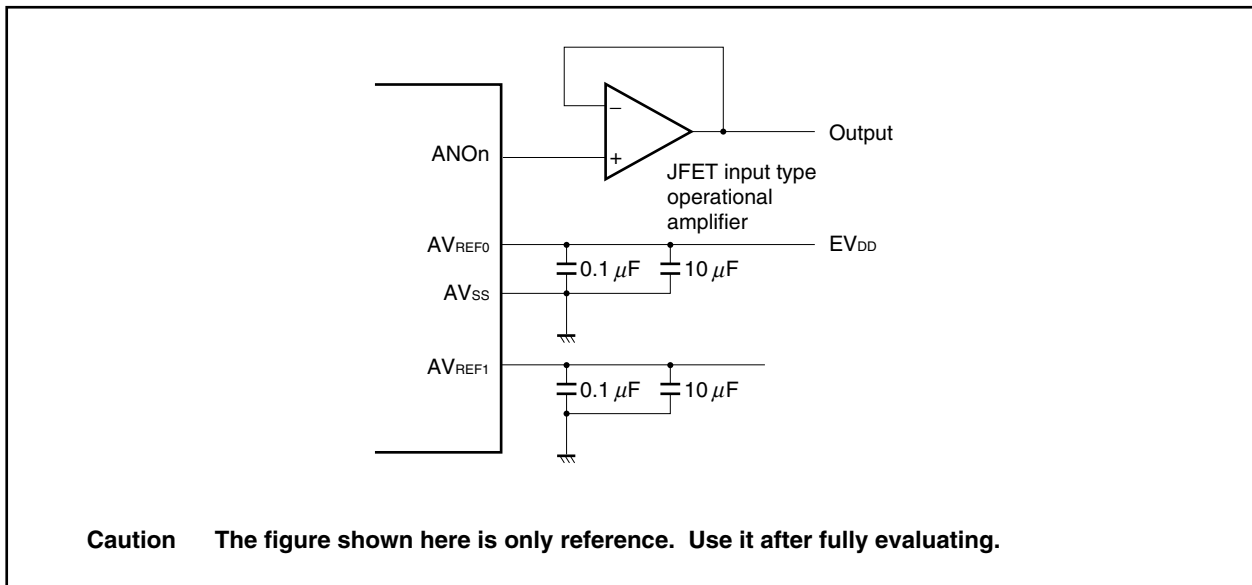 −
ANOn
+
Output
JFET input type
operational
amplifier
AVREF0
EVDD
0.1 μF
10 μF
AVSS
AVREF1
0.1 μF
10 μF
Caution The figure shown here is only reference. Use it after fully evaluating.